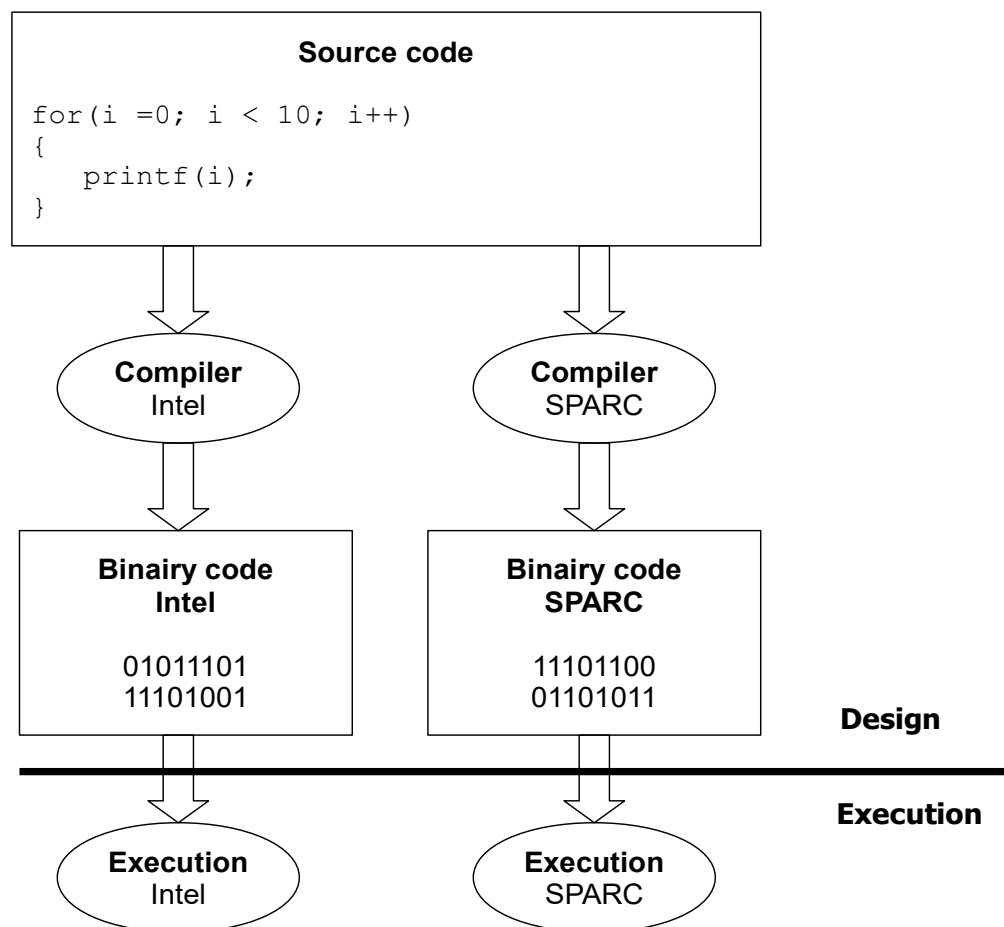 Source code
for(i =0; i < 10; i++)
{
   printf(i);
}
Compiler
Intel
Compiler
SPARC
Binairy code
Intel
01011101
11101001
Binairy code
SPARC
11101100
01101011
Design
Execution
Execution
Intel
Execution
SPARC